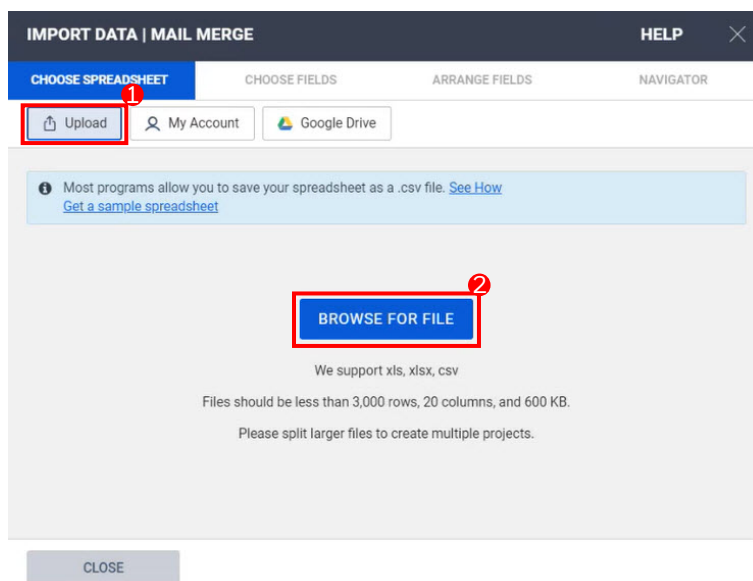 IMPORT DATA | MAIL MERGE HELP
CHOOSE SPREADSHEET CHOOSE FIELDS ARRANGE FIELDS NAVIGATOR
1
Upload My Account Google Drive
Most programs allow you to save your spreadsheet as a .csv file. See How
Get a sample spreadsheet
2
BROWSE FOR FILE
We support xls, xlsx, csv
Files should be less than 3,000 rows, 20 columns, and 600 KB.
Please split larger files to create multiple projects.
CLOSE